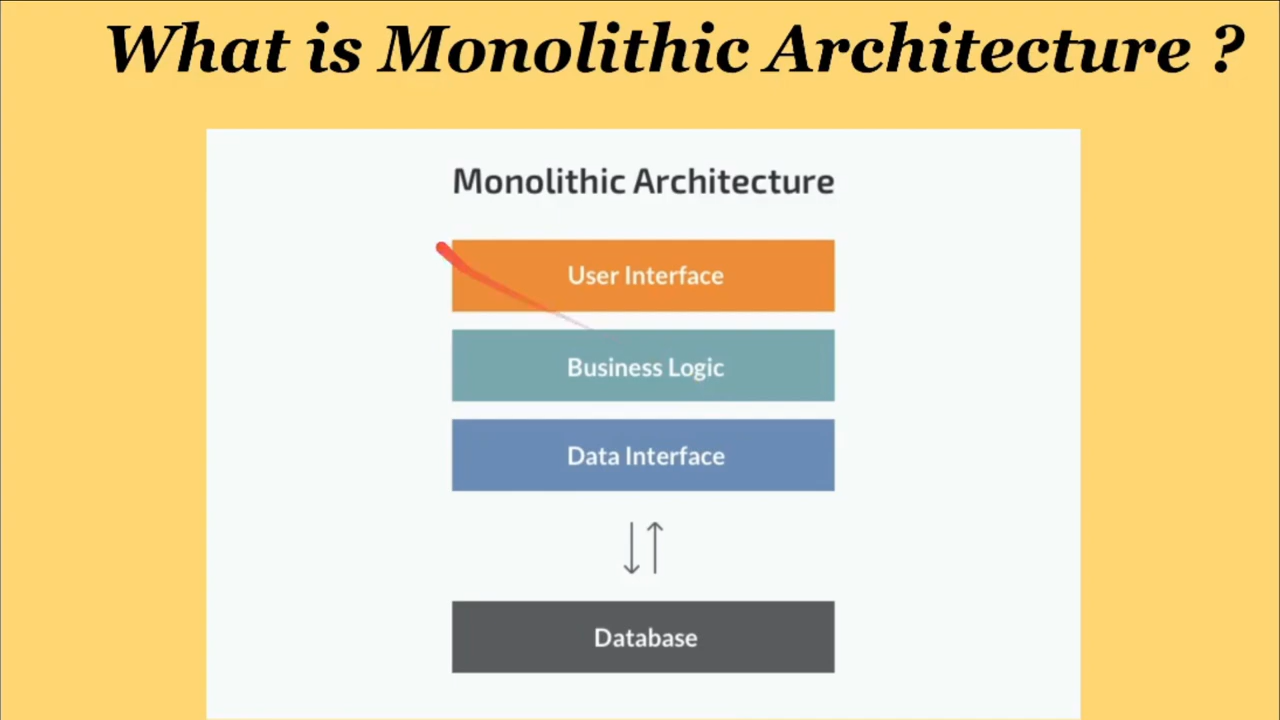 What is Monolithic Architecture ?
Monolithic Architecture
User Interface
Business Logic
Data Interface
Database